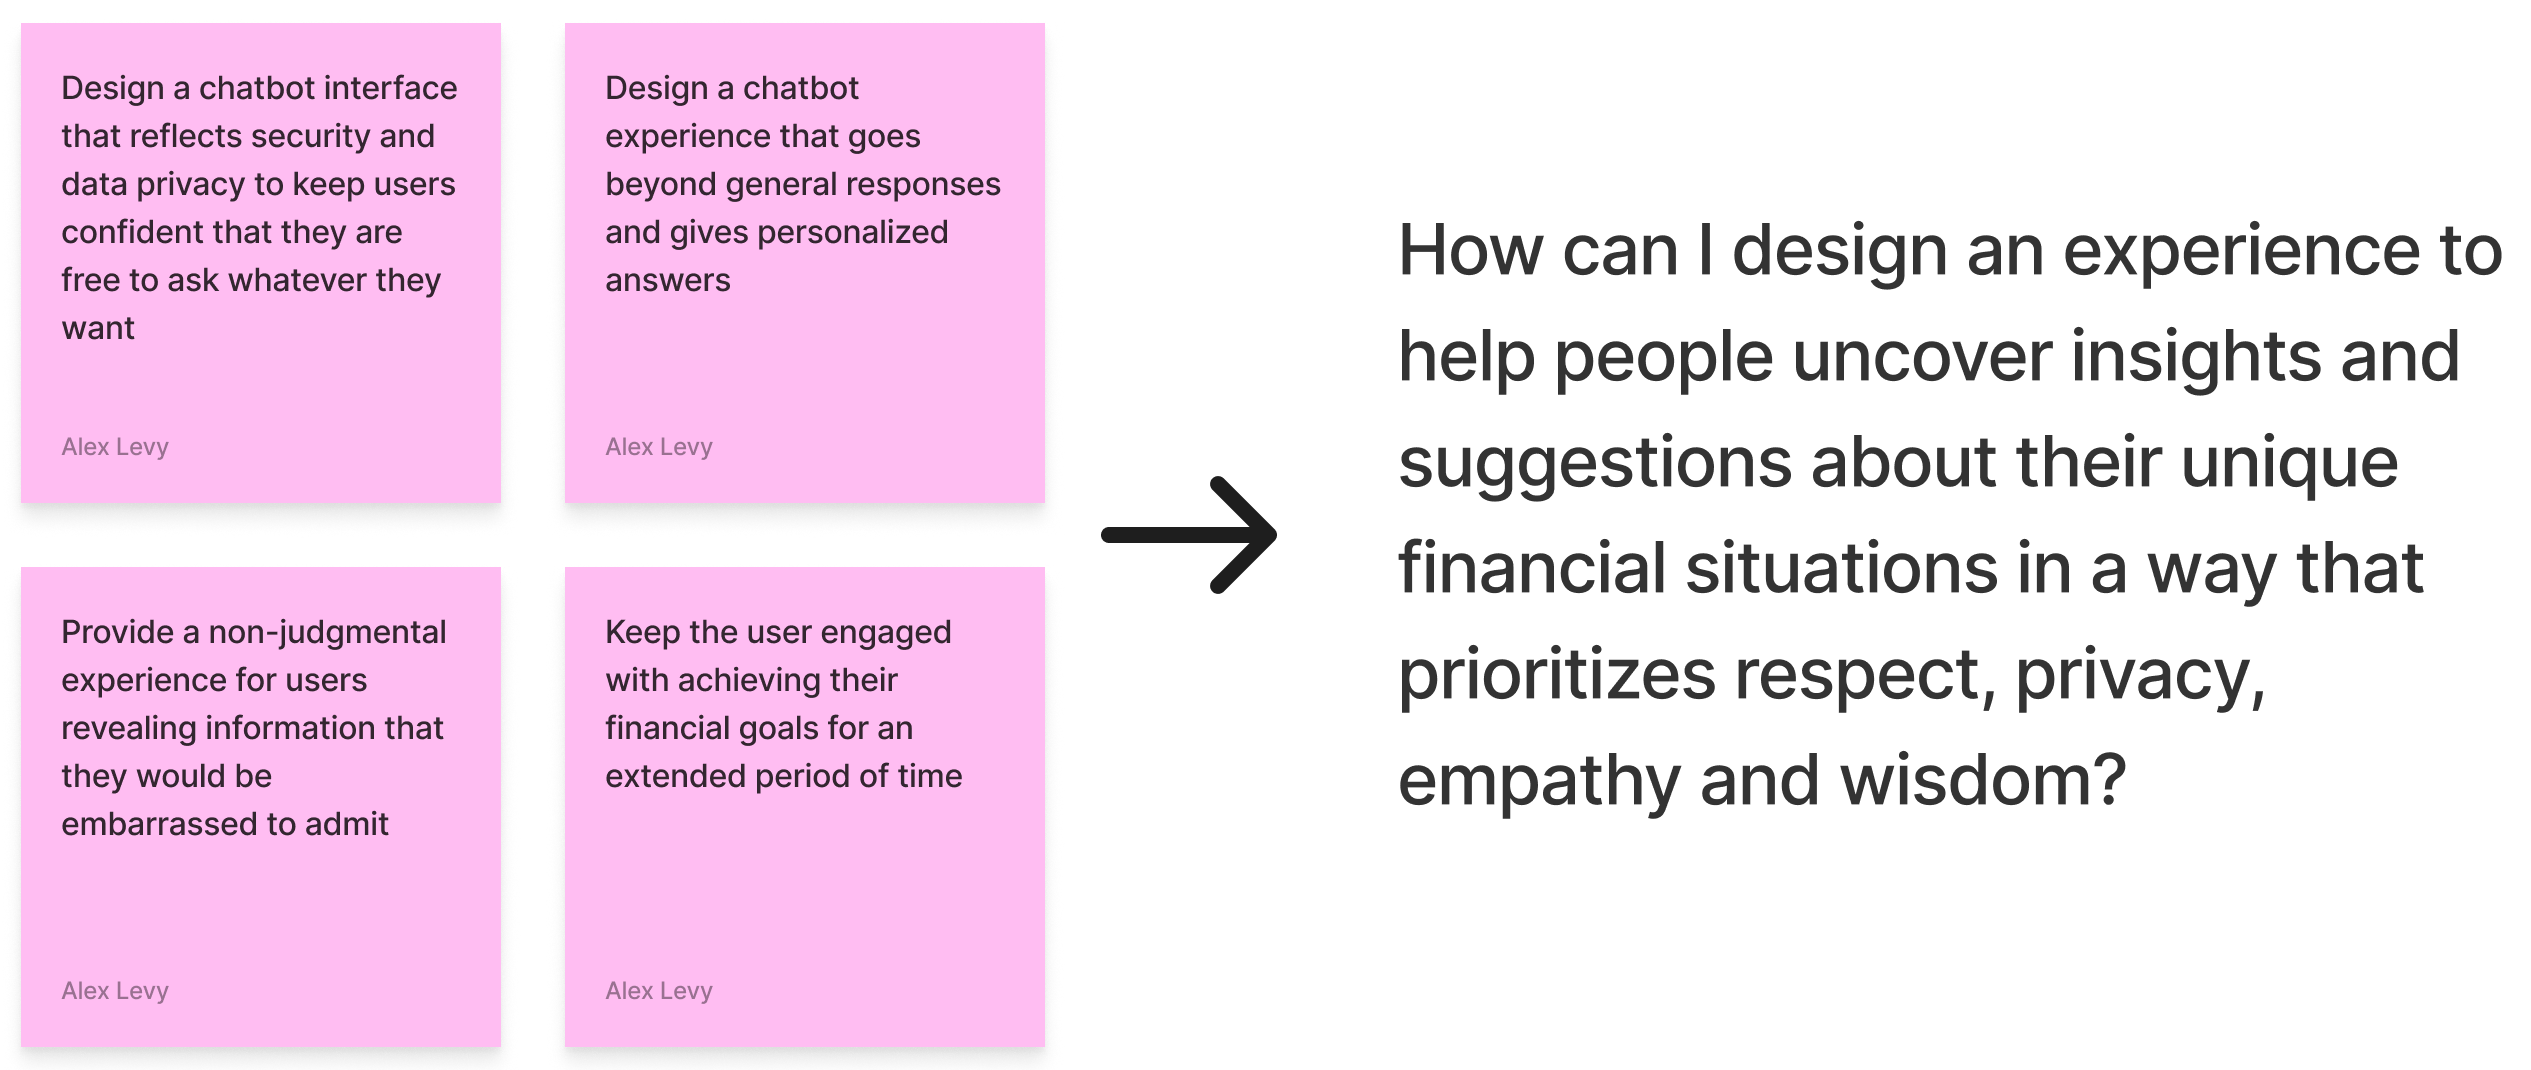 Design a chatbot interface
that reflects security and
data privacy to keep users
confident that they are
free to ask whatever they
want
Alex Levy
Design a chatbot
experience that goes
beyond general responses
and gives personalized
answers
Alex Levy
Provide a non-judgmental
experience for users
revealing information that
they would be
embarrassed to admit
Alex Levy
Keep the user engaged
with achieving their
financial goals for an
extended period of time
Alex Levy
How can I design an experience to
help people uncover insights and
suggestions about their unique
financial situations in a way that
prioritizes respect, privacy,
empathy and wisdom?